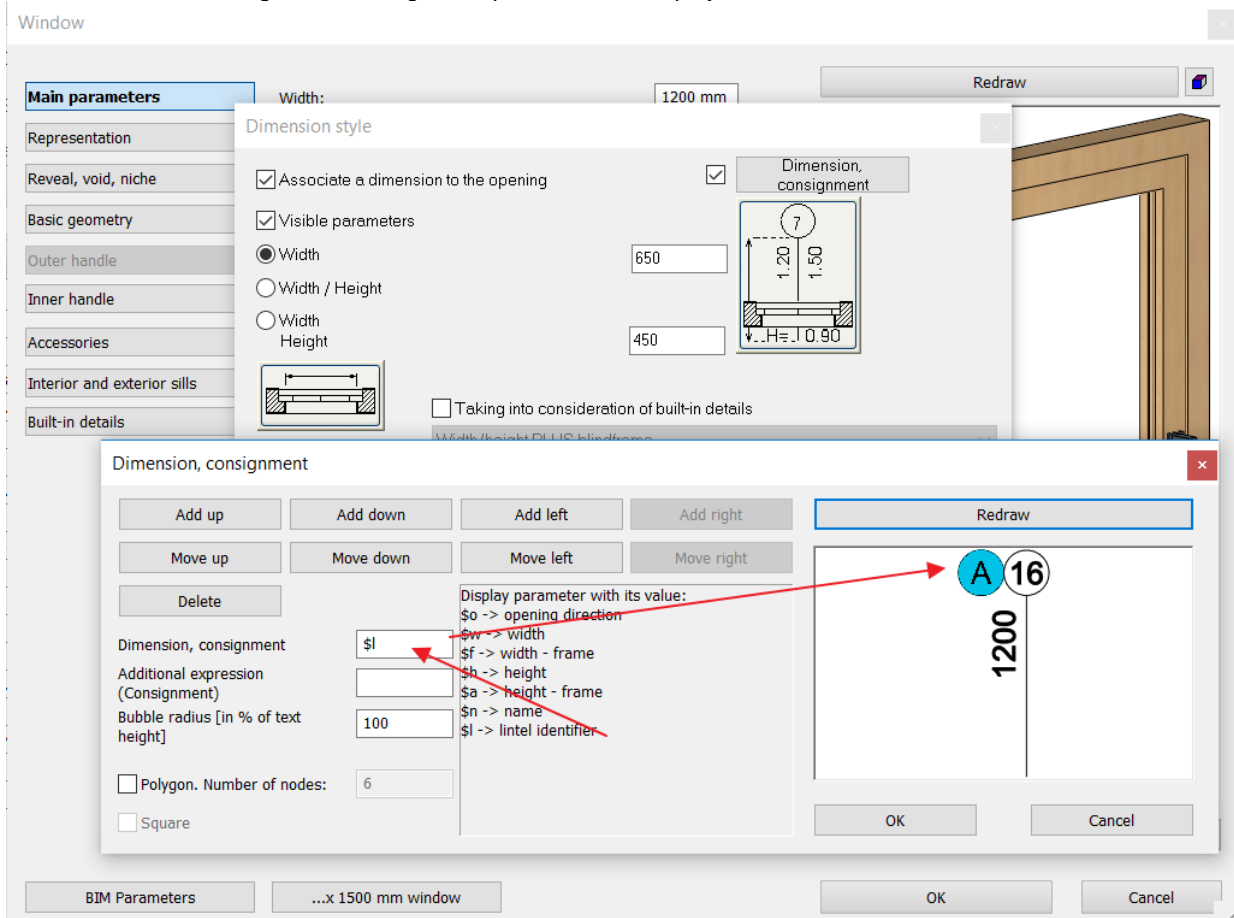 Window
Redraw
Main parameters
Width:
1200 mm
Representation
Dimension style
Reveal, void, niche
Associate a dimension to the opening
Dimension,
consignment
Basic geometry
Visible parameters
7
Outer handle
Width
650
1.20
1.50
Inner handle
Width / Height
Accessories
Width
Height
450
H= 0.90
Interior and exterior sills
Built-in details
Taking into consideration of built-in details
Width/height PLUS blindframe
Dimension, consignment
Add up
Add down
Add left
Add right
Redraw
Move up
Move down
Move left
Move right
Delete
Dimension, consignment
$l
Additional expression
(Consignment)
Bubble radius [in % of text
height]
100
Polygon. Number of nodes:
6
Square
Display parameter with its value:
$o -> opening direction
$w -> width
$f -> width - frame
$h -> height
$a -> height - frame
$n -> name
$l -> lintel identifier
A
16
1200
OK
Cancel
BIM Parameters
...x 1500 mm window
OK
Cancel